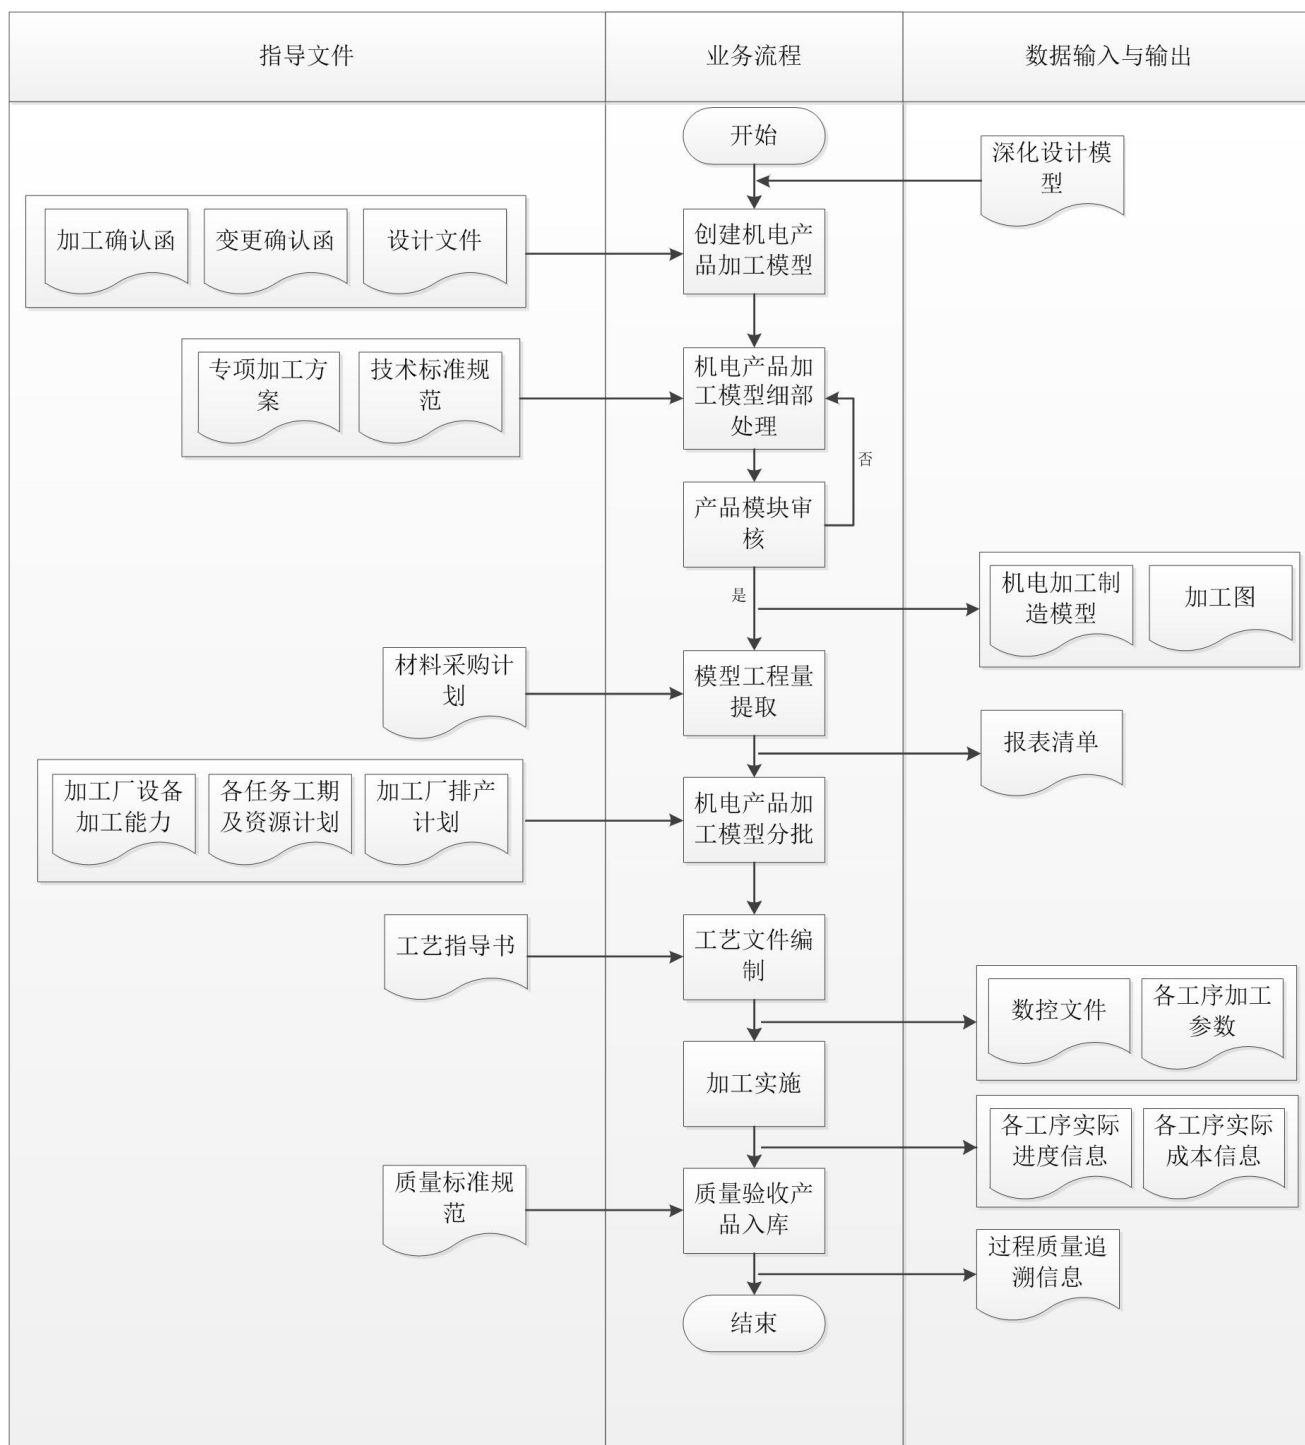 指导文件
业务流程
数据输入与输出
开始
深化设计模
型
加工确认函
变更确认函
设计文件
创建机电产
品加工模型
专项加工方
案
技术标准规
范
机电产品加
工模型细部
处理
否
产品模块审
核
是
机电加工制
造模型
加工图
材料采购计
划
模型工程量
提取
报表清单
加工厂设备
加工能力
各任务工期
及资源计划
加工厂排产
计划
机电产品加
工模型分批
工艺指导书
工艺文件编
制
数控文件
各工序加工
参数
加工实施
各工序实际
进度信息
各工序实际
成本信息
质量标准规
范
质量验收产
品入库
过程质量追
溯信息
结束